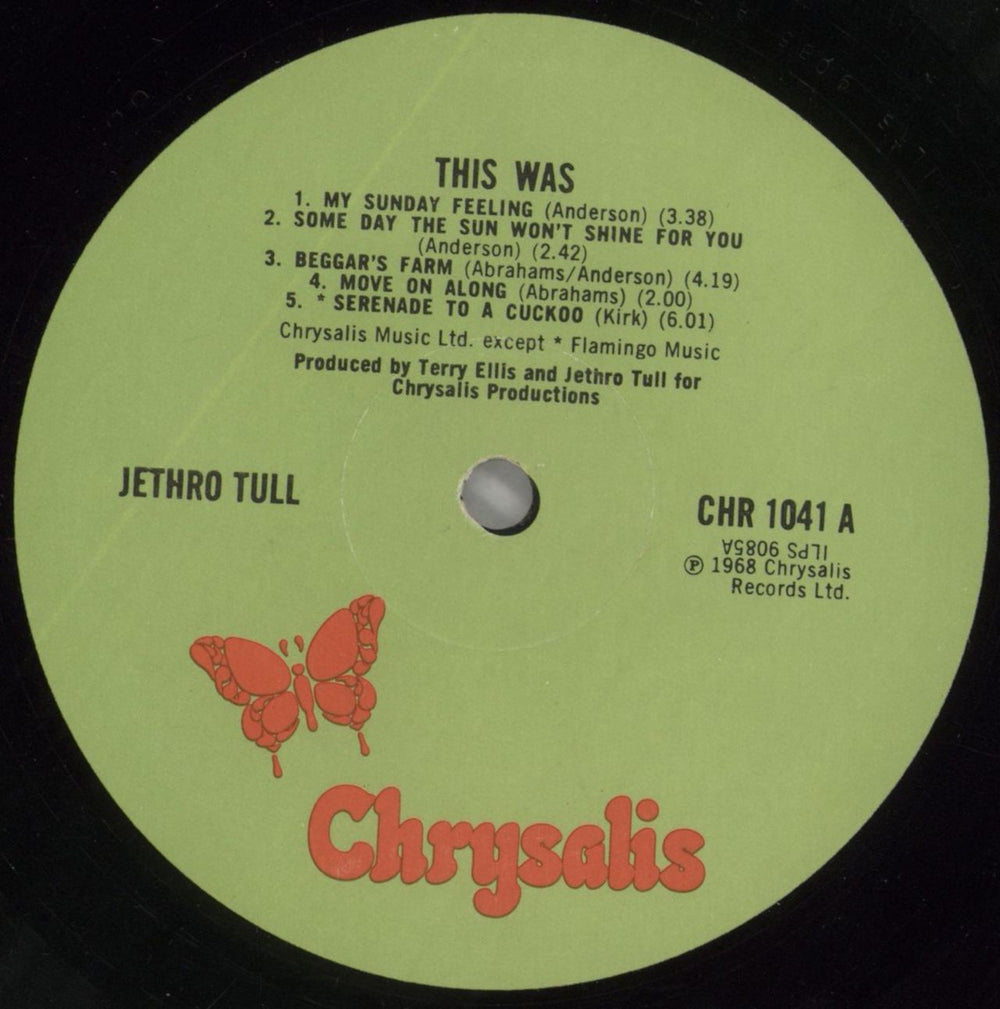 THIS WAS
1. MY SUNDAY FEELING (Anderson) (3.38)
2. SOME DAY THE SUN WON'T SHINE FOR YOU
(Anderson) (2.42)
3. BEGGAR'S FARM (Abrahams/Anderson) (4.19)
4. MOVE ON ALONG (Abrahams) (2.00)
5. * SERENADE TO A CUCKOO (Kirk) (6.01)
Chrysalis Music Ltd. except * Flamingo Music
Produced by Terry Ellis and Jethro Tull for
Chrysalis Productions
JETHRO TULL
CHR 1041 A
ILPS 9085A
℗ 1968 Chrysalis
Records Ltd.
Chrysalis